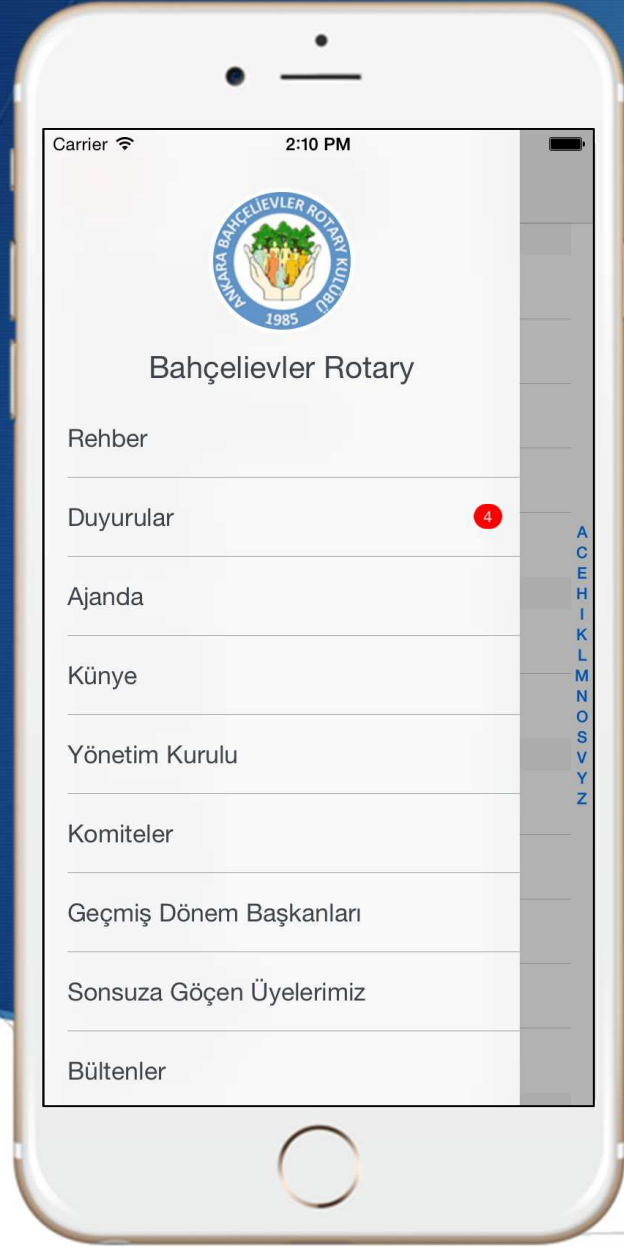 Carrier 2:10 PM
ANKARA BAHÇELİEVLER ROTARY KULÜBÜ
1985
Bahçelievler Rotary
Rehber
Duyurular 4
Ajanda
Künye
Yönetim Kurulu
Komiteler
Geçmiş Dönem Başkanları
Sonsuza Göçen Üyelerimiz
Bültenler
A
C
E
H
I
K
L
M
N
O
S
V
Y
Z